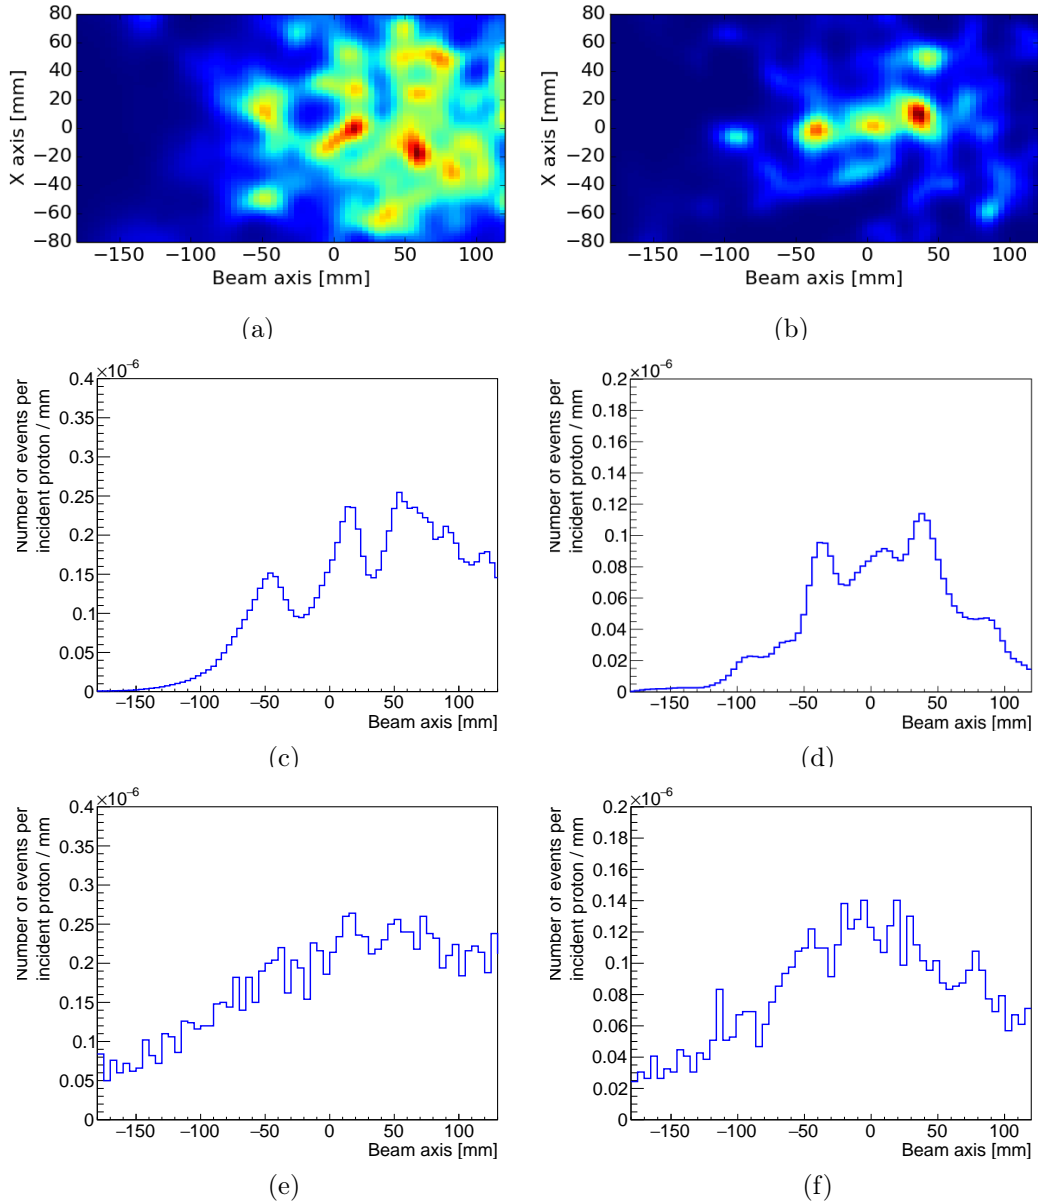 80
60
40
20
0
−20
−40
−60
−80
X axis [mm]
−150 −100 −50 0 50 100
Beam axis [mm]
(a)
80
60
40
20
0
−20
−40
−60
−80
X axis [mm]
−150 −100 −50 0 50 100
Beam axis [mm]
(b)
×10⁻⁶
0.4
0.35
0.3
0.25
0.2
0.15
0.1
0.05
0
Number of events per
incident proton / mm
−150 −100 −50 0 50 100
Beam axis [mm]
(c)
×10⁻⁶
0.2
0.18
0.16
0.14
0.12
0.1
0.08
0.06
0.04
0.02
0
Number of events per
incident proton / mm
−150 −100 −50 0 50 100
Beam axis [mm]
(d)
×10⁻⁶
0.4
0.35
0.3
0.25
0.2
0.15
0.1
0.05
0
Number of events per
incident proton / mm
−150 −100 −50 0 50 100
Beam axis [mm]
(e)
×10⁻⁶
0.2
0.18
0.16
0.14
0.12
0.1
0.08
0.06
0.04
0.02
0
Number of events per
incident proton / mm
−150 −100 −50 0 50 100
Beam axis [mm]
(f)